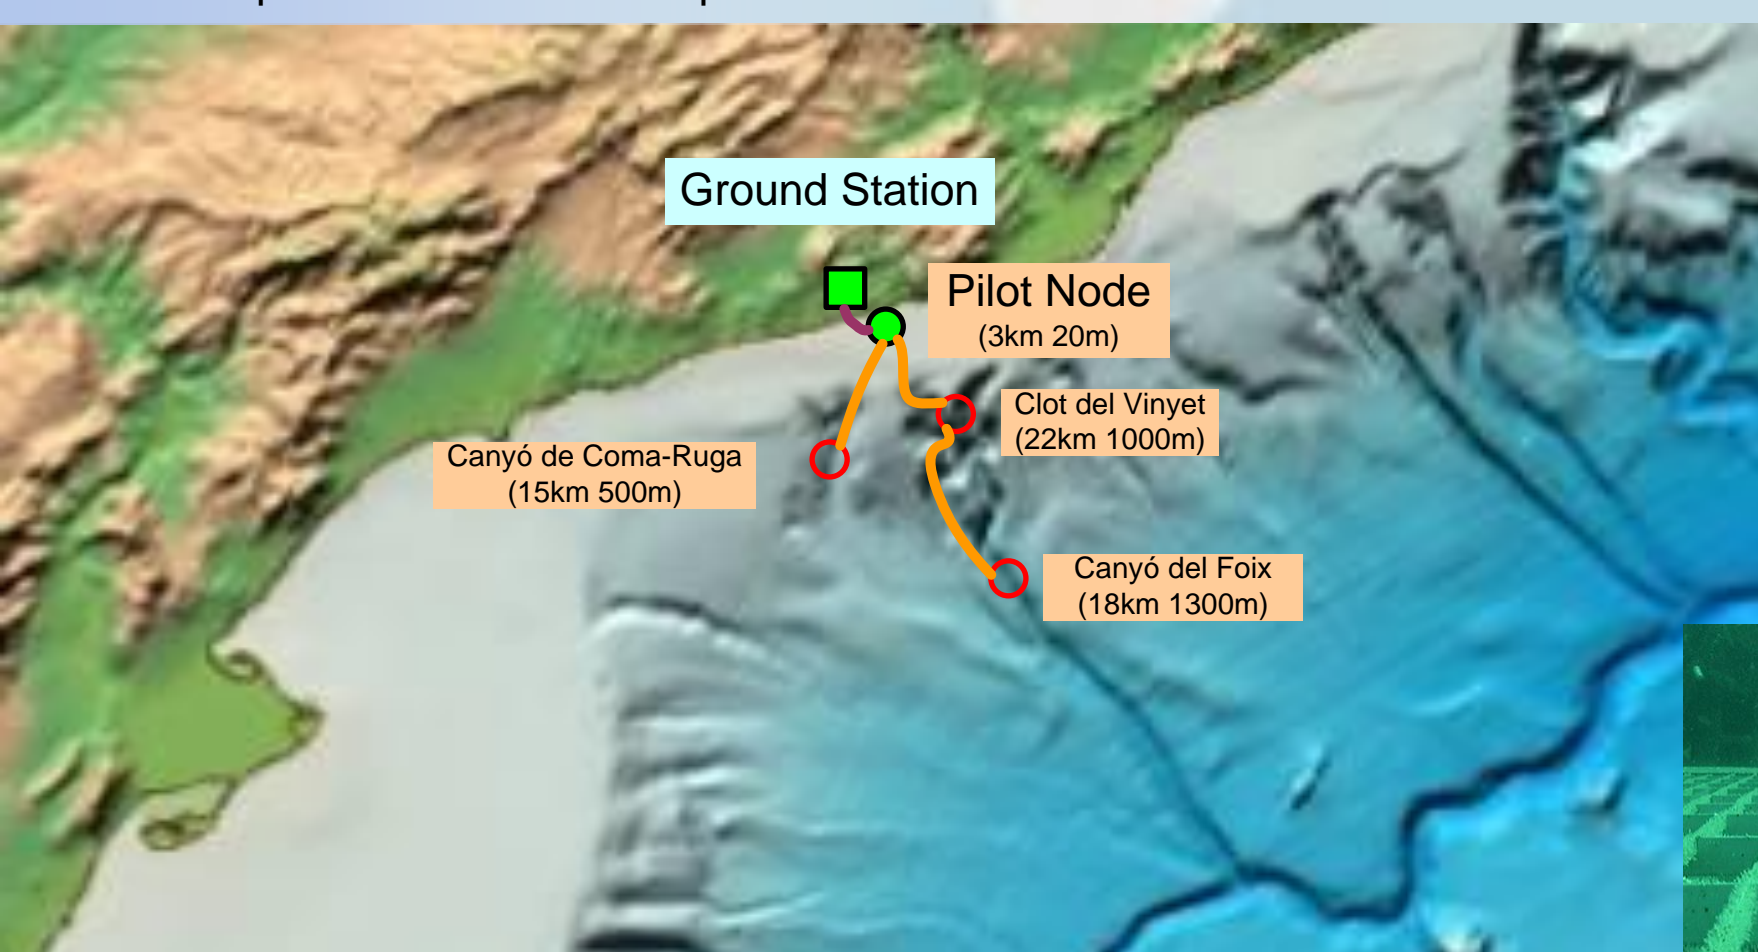 Ground Station
Pilot Node
(3km 20m)
Clot del Vinyet
(22km 1000m)
Canyó de Coma-Ruga
(15km 500m)
Canyó del Foix
(18km 1300m)